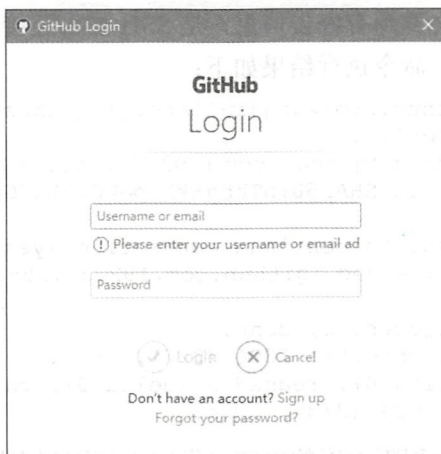 GitHub Login
GitHub
Login
Username or email
Please enter your username or email ad
Password
Login Cancel
Don't have an account? Sign up
Forgot your password?